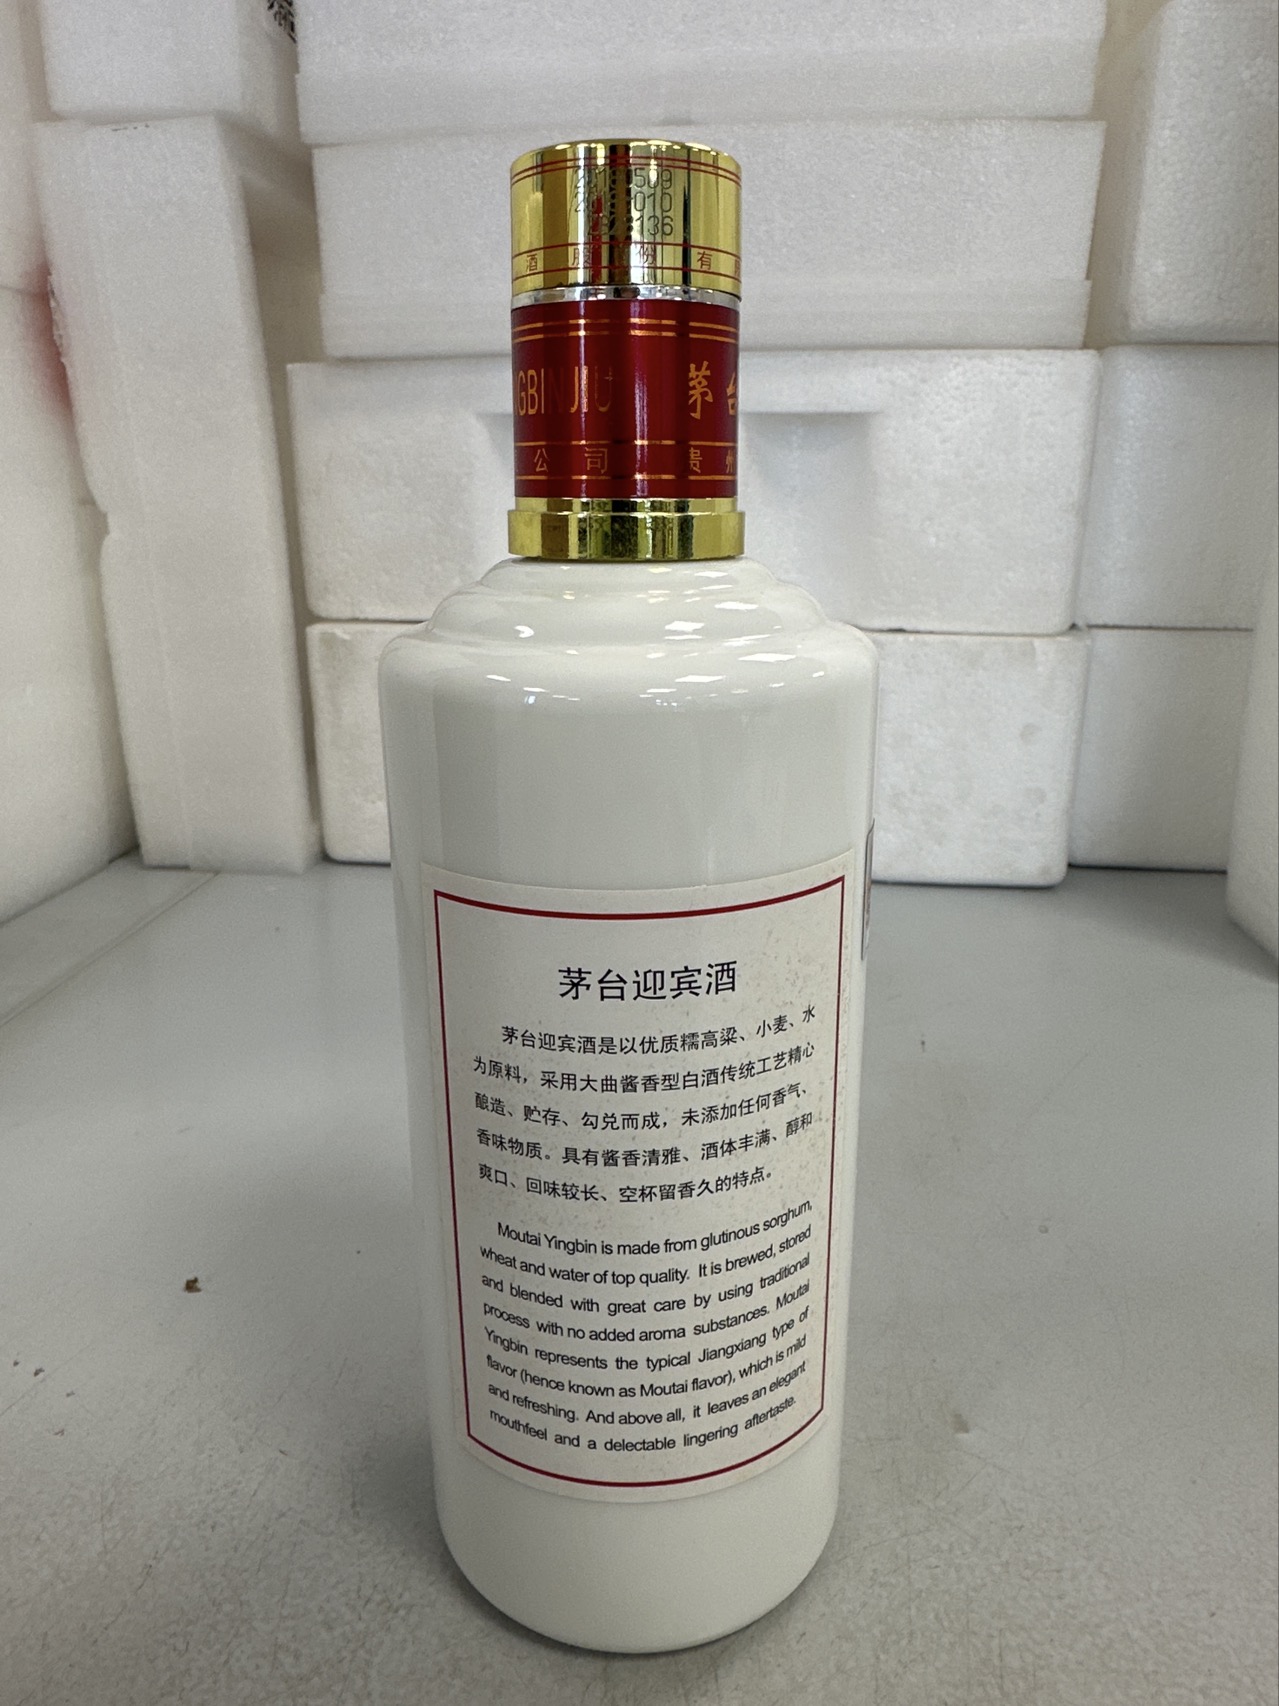 酒 股 份 有
GBINJIU 茅台
公 司 贵 州
茅台迎宾酒
茅台迎宾酒是以优质糯高粱、小麦、水
为原料，采用大曲酱香型白酒传统工艺精心
酿造、贮存、勾兑而成，未添加任何香气、
香味物质。具有酱香清雅、酒体丰满、醇和
爽口、回味较长、空杯留香久的特点。
Moutai Yingbin is made from glutinous sorghum,
wheat and water of top quality. It is brewed, stored
and blended with great care by using traditional
process with no added aroma substances. Moutai
Yingbin represents the typical Jiangxiang type of
flavor (hence known as Moutai flavor), which is mild
and refreshing. And above all, it leaves an elegant
mouthfeel and a delectable lingering aftertaste.